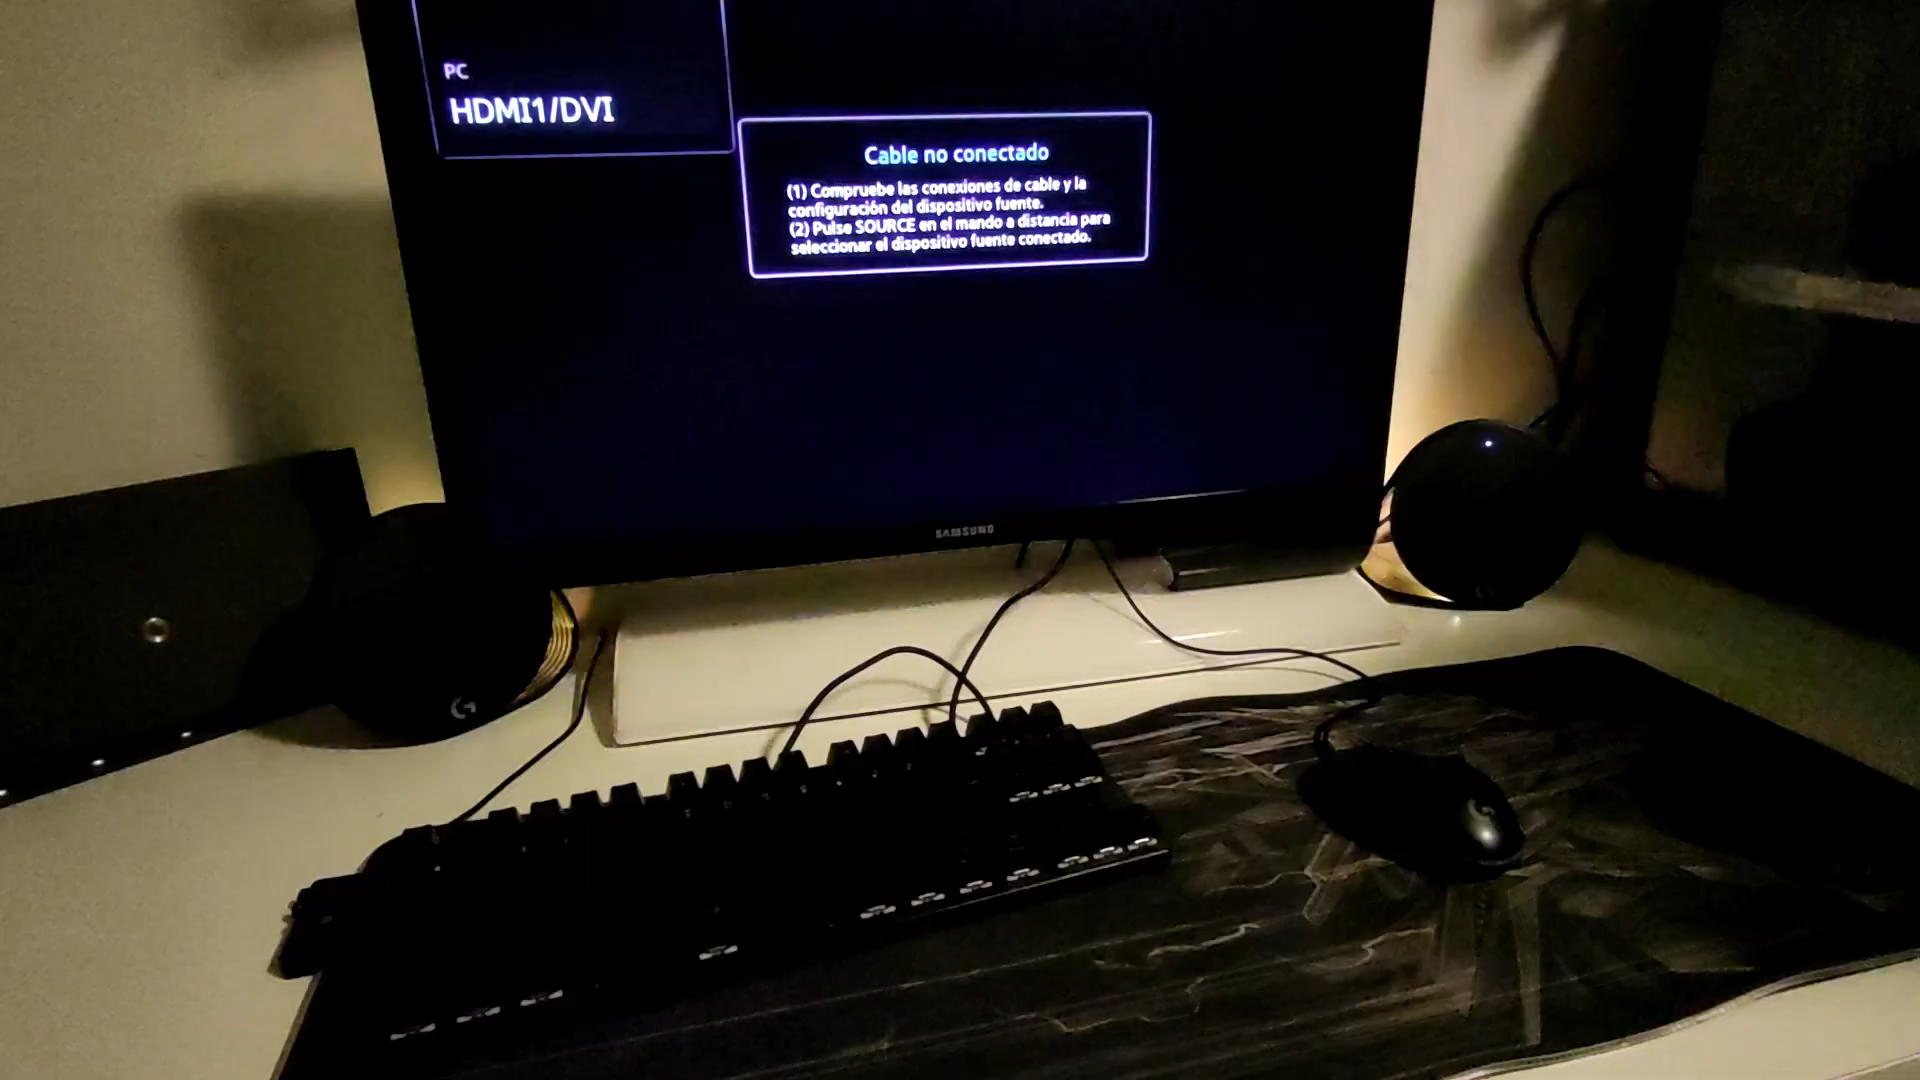 PC
HDMI1/DVI
Cable no conectado
(1) Compruebe las conexiones de cable y la
configuración del dispositivo fuente.
(2) Pulse SOURCE en el mando a distancia para
seleccionar el dispositivo fuente conectado.
SAMSUNG